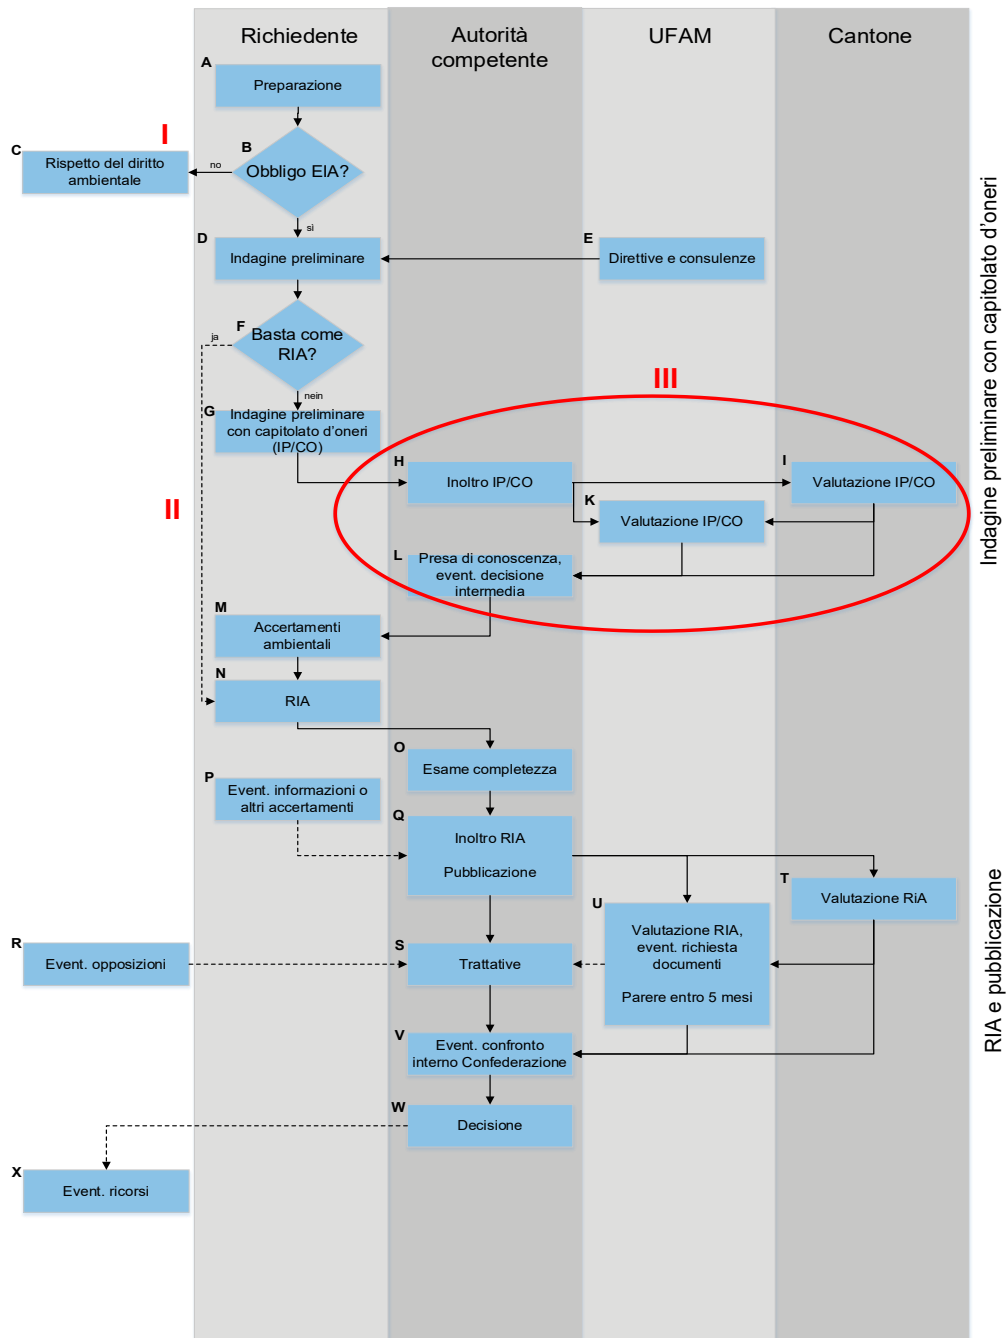 Richiedente
Autorità
competente
UFAM
Cantone
A
Preparazione
I
C
Rispetto del diritto
ambientale
no
B
Obbligo EIA?
sì
D
Indagine preliminare
E
Direttive e consulenze
F
Basta come
RIA?
ja
nein
III
G
Indagine preliminare
con capitolato d'oneri
(IP/CO)
H
Inoltro IP/CO
I
Valutazione IP/CO
K
Valutazione IP/CO
II
L
Presa di conoscenza,
event. decisione
intermedia
M
Accertamenti
ambientali
N
RIA
Indagine preliminare con capitolato d'oneri
O
Esame completezza
P
Event. informazioni o
altri accertamenti
Q
Inoltro RIA
Pubblicazione
T
Valutazione RiA
U
Valutazione RIA,
event. richiesta
documenti
Parere entro 5 mesi
R
Event. opposizioni
S
Trattative
V
Event. confronto
interno Confederazione
W
Decisione
X
Event. ricorsi
RIA e pubblicazione